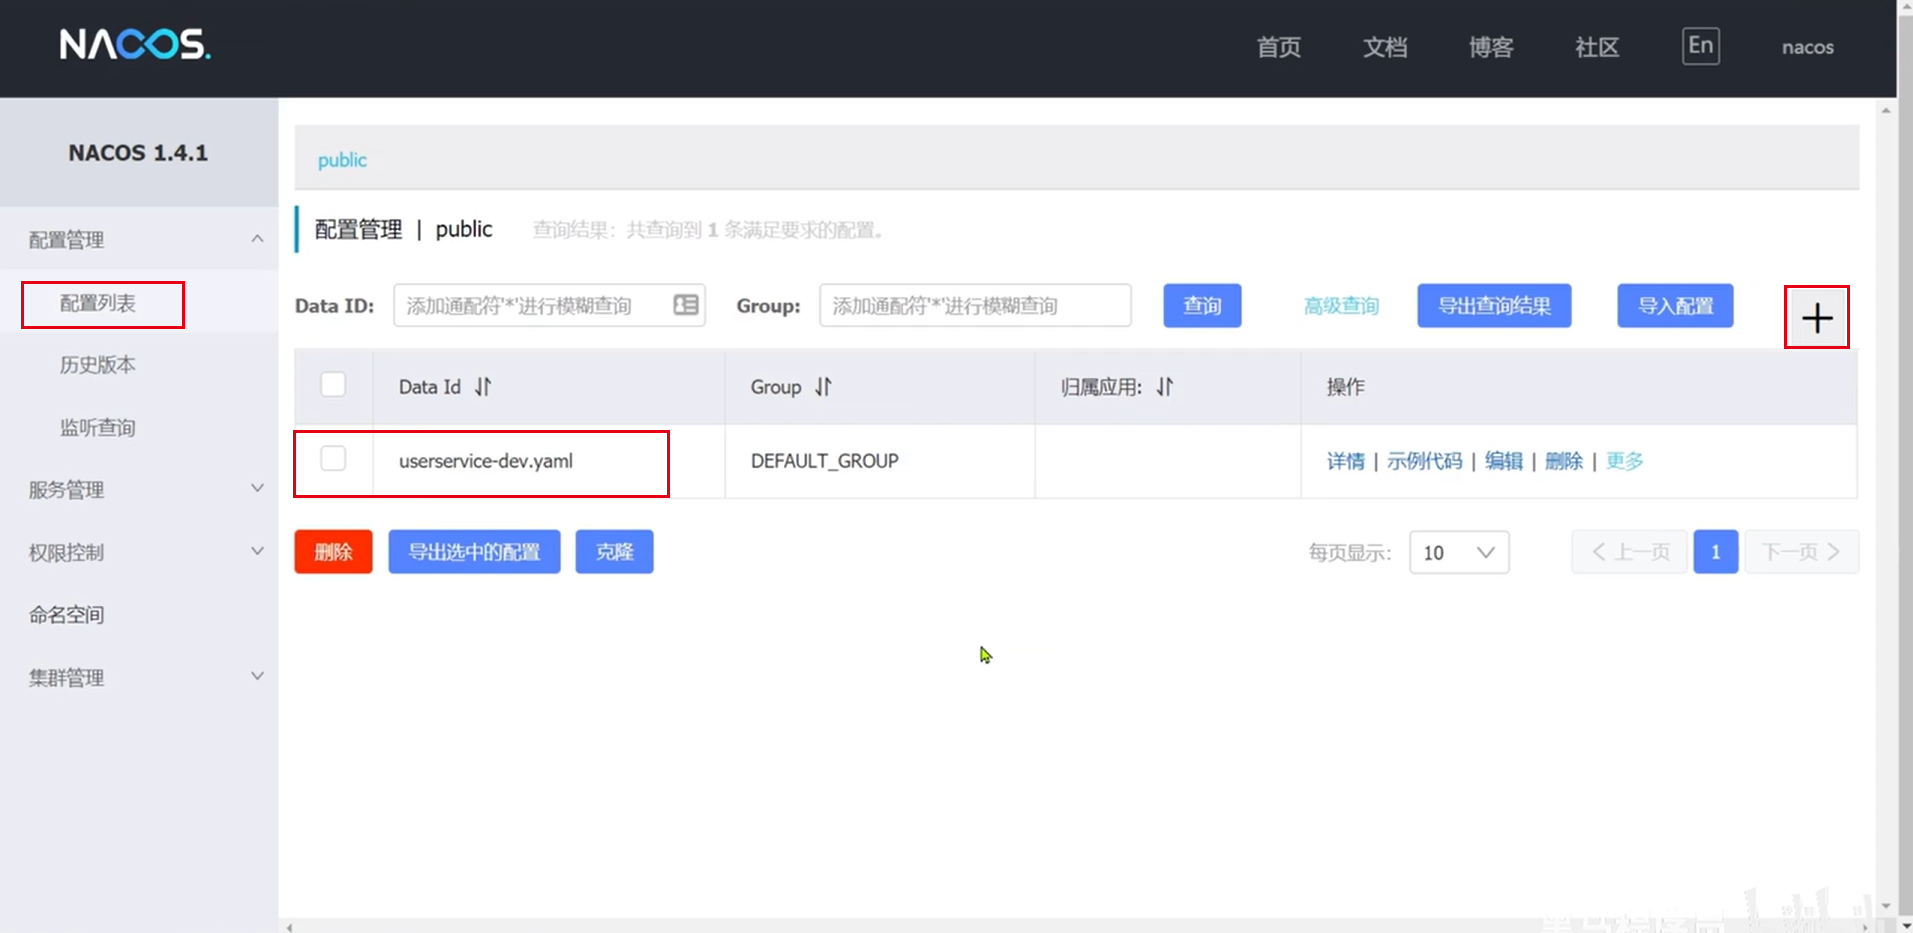 NACOS.
首页 文档 博客 社区 En nacos
NACOS 1.4.1
配置管理
配置列表
历史版本
监听查询
服务管理
权限控制
命名空间
集群管理
public
配置管理 | public 查询结果：共查询到 1 条满足要求的配置。
Data ID: 添加通配符'*'进行模糊查询 Group: 添加通配符'*'进行模糊查询 查询 高级查询 导出查询结果 导入配置 +
Data Id Group 归属应用: 操作
userservice-dev.yaml DEFAULT_GROUP 详情 | 示例代码 | 编辑 | 删除 | 更多
删除 导出选中的配置 克隆 每页显示: 10 上一页 1 下一页